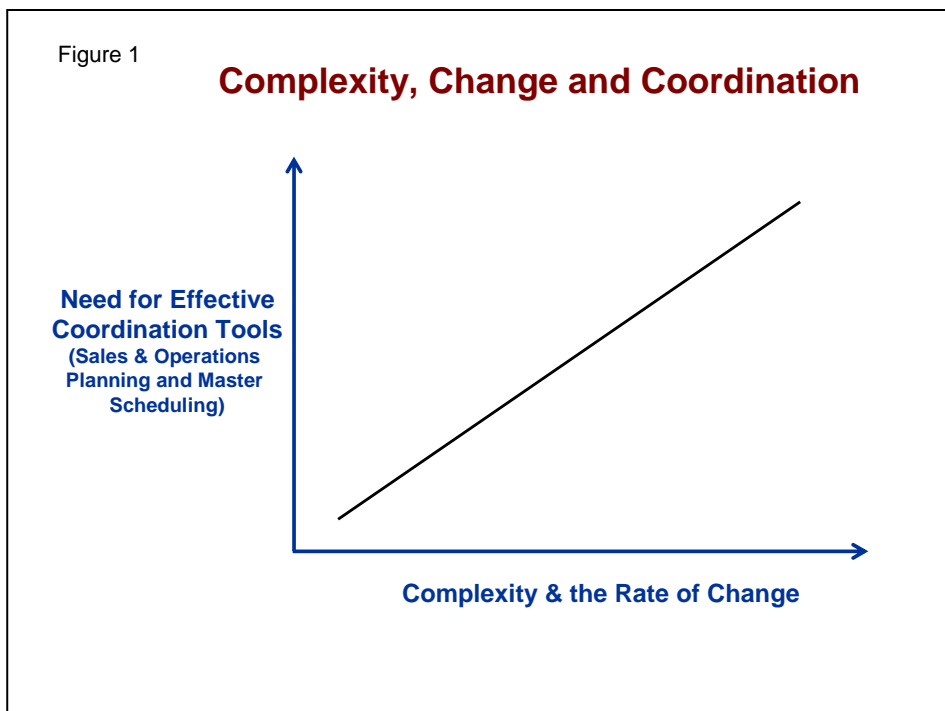 Figure 1
Complexity, Change and Coordination
Need for Effective
Coordination Tools
(Sales & Operations
Planning and Master
Scheduling)
Complexity & the Rate of Change